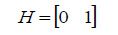 H = [0 1]